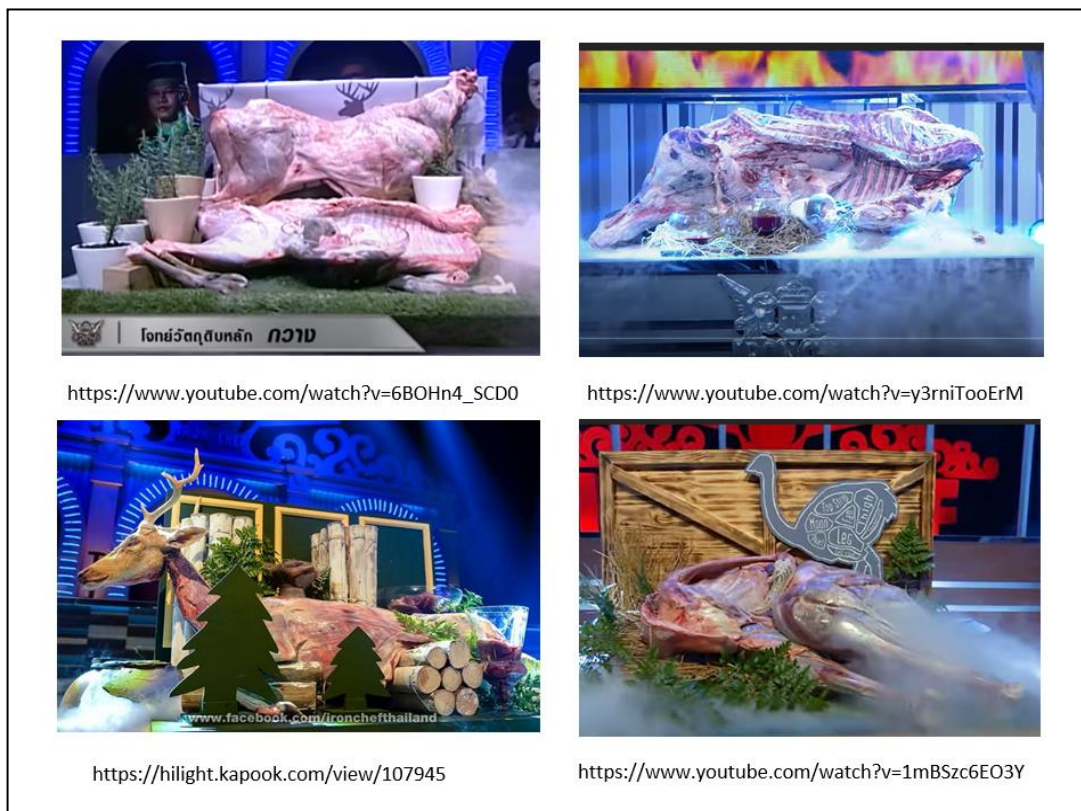 โจทย์วัตถุดิบหลัก กวาง
https://www.youtube.com/watch?v=6BOHn4_SCD0
https://www.youtube.com/watch?v=y3rniTooErM
www.facebook.com/ironchefthailand
Leg
https://hilight.kapook.com/view/107945
https://www.youtube.com/watch?v=1mBSzc6EO3Y